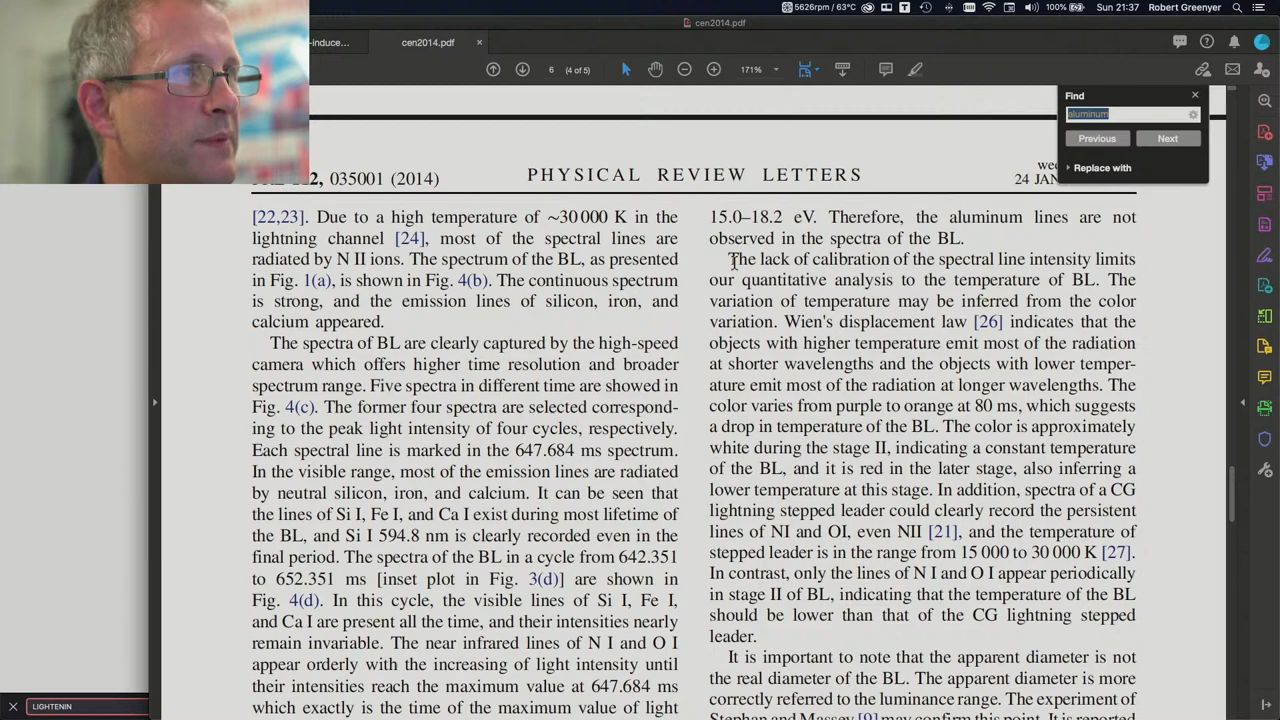 5626rpm / 63°C
100%
Sun 21:37
Robert Greenyer
cen2014.pdf
-induce...
cen2014.pdf
6
(4 of 5)
171%
Find
aluminum
Previous
Next
Replace with
2, 035001 (2014)
PHYSICAL REVIEW LETTERS
24 JAN
[22,23]. Due to a high temperature of ~30 000 K in the
lightning channel [24], most of the spectral lines are
radiated by N II ions. The spectrum of the BL, as presented
in Fig. 1(a), is shown in Fig. 4(b). The continuous spectrum
is strong, and the emission lines of silicon, iron, and
calcium appeared.
The spectra of BL are clearly captured by the high-speed
camera which offers higher time resolution and broader
spectrum range. Five spectra in different time are showed in
Fig. 4(c). The former four spectra are selected correspond-
ing to the peak light intensity of four cycles, respectively.
Each spectral line is marked in the 647.684 ms spectrum.
In the visible range, most of the emission lines are radiated
by neutral silicon, iron, and calcium. It can be seen that
the lines of Si I, Fe I, and Ca I exist during most lifetime of
the BL, and Si I 594.8 nm is clearly recorded even in the
final period. The spectra of the BL in a cycle from 642.351
to 652.351 ms [inset plot in Fig. 3(d)] are shown in
Fig. 4(d). In this cycle, the visible lines of Si I, Fe I,
and Ca I are present all the time, and their intensities nearly
remain invariable. The near infrared lines of N I and O I
appear orderly with the increasing of light intensity until
their intensities reach the maximum value at 647.684 ms
which exactly is the time of the maximum value of light
15.0–18.2 eV. Therefore, the aluminum lines are not
observed in the spectra of the BL.
The lack of calibration of the spectral line intensity limits
our quantitative analysis to the temperature of BL. The
variation of temperature may be inferred from the color
variation. Wien's displacement law [26] indicates that the
objects with higher temperature emit most of the radiation
at shorter wavelengths and the objects with lower temper-
ature emit most of the radiation at longer wavelengths. The
color varies from purple to orange at 80 ms, which suggests
a drop in temperature of the BL. The color is approximately
white during the stage II, indicating a constant temperature
of the BL, and it is red in the later stage, also inferring a
lower temperature at this stage. In addition, spectra of a CG
lightning stepped leader could clearly record the persistent
lines of NI and OI, even NII [21], and the temperature of
stepped leader is in the range from 15 000 to 30 000 K [27].
In contrast, only the lines of N I and O I appear periodically
in stage II of BL, indicating that the temperature of the BL
should be lower than that of the CG lightning stepped
leader.
It is important to note that the apparent diameter is not
the real diameter of the BL. The apparent diameter is more
correctly referred to the luminance range. The experiment of
Stephan and Massey [9] may confirm this point. It is reported
LIGHTENIN